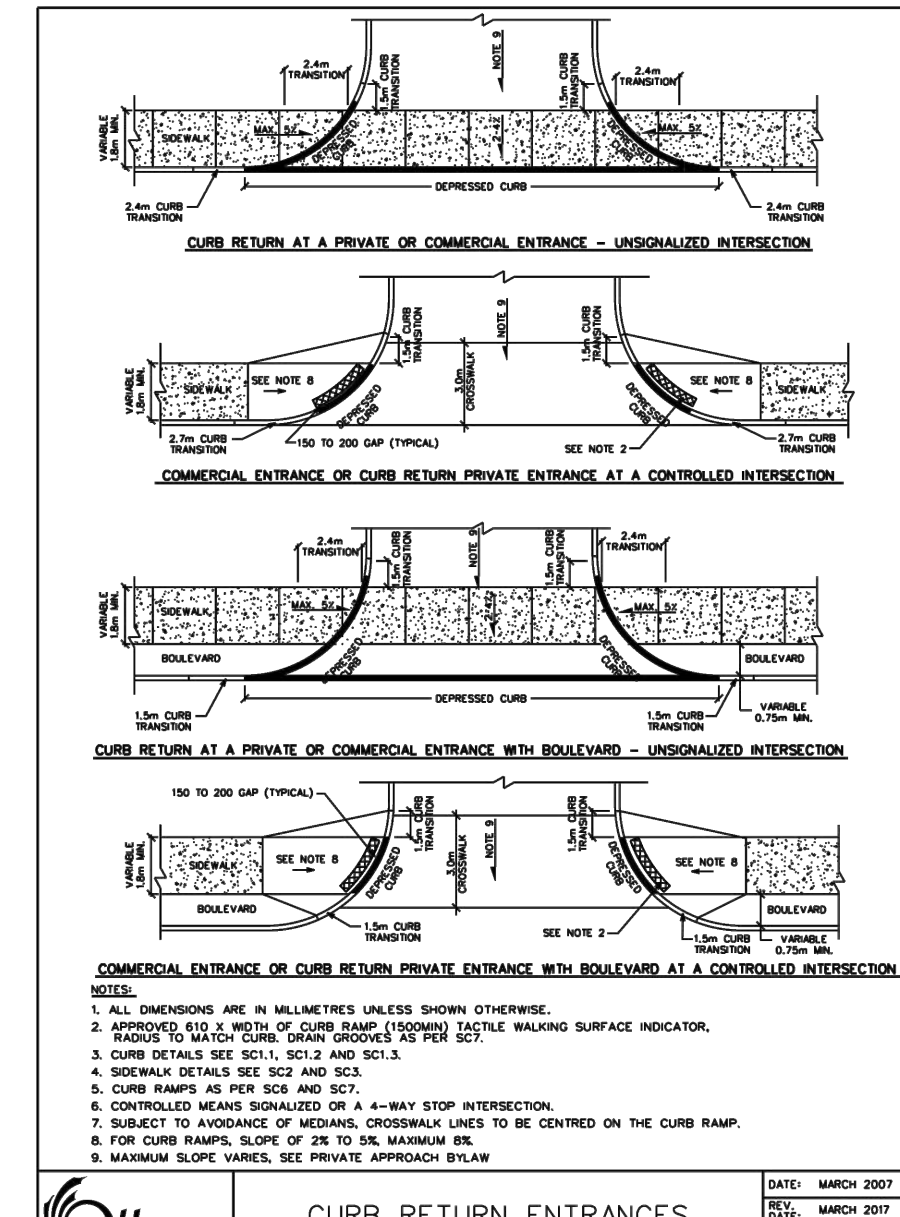 2.4m
TRANSITION
1.5m CURB
TRANSITION
NOTE 9
1.5m CURB
TRANSITION
2.4m
TRANSITION
VARIABLE
1.8m MIN.
SIDEWALK
MAX. 5%
DEPRESSED
CURB
2-4%
DEPRESSED
CURB
MAX. 5%
DEPRESSED CURB
2.4m CURB
TRANSITION
2.4m CURB
TRANSITION
CURB RETURN AT A PRIVATE OR COMMERCIAL ENTRANCE - UNSIGNALIZED INTERSECTION
1.5m CURB
TRANSITION
NOTE 9
1.5m CURB
TRANSITION
VARIABLE
1.8m MIN.
SIDEWALK
SEE NOTE 8
DEPRESSED
CURB
3.0m
CROSSWALK
DEPRESSED
CURB
SEE NOTE 8
SIDEWALK
2.7m CURB
TRANSITION
150 TO 200 GAP (TYPICAL)
SEE NOTE 2
2.7m CURB
TRANSITION
COMMERCIAL ENTRANCE OR CURB RETURN PRIVATE ENTRANCE AT A CONTROLLED INTERSECTION
2.4m
TRANSITION
1.5m CURB
TRANSITION
NOTE 9
1.5m CURB
TRANSITION
2.4m
TRANSITION
VARIABLE
1.8m MIN.
SIDEWALK
MAX. 5%
2-4%
MAX. 5%
BOULEVARD
DEPRESSED
CURB
DEPRESSED
CURB
BOULEVARD
DEPRESSED CURB
1.5m CURB
TRANSITION
1.5m CURB
TRANSITION
VARIABLE
0.75m MIN.
CURB RETURN AT A PRIVATE OR COMMERCIAL ENTRANCE WITH BOULEVARD - UNSIGNALIZED INTERSECTION
150 TO 200 GAP (TYPICAL)
1.5m CURB
TRANSITION
1.5m CURB
TRANSITION
VARIABLE
1.8m MIN.
SIDEWALK
SEE NOTE 8
DEPRESSED
CURB
3.0m
CROSSWALK
NOTE 9
DEPRESSED
CURB
SEE NOTE 8
BOULEVARD
BOULEVARD
1.5m CURB
TRANSITION
SEE NOTE 2
1.5m CURB
TRANSITION
VARIABLE
0.75m MIN.
COMMERCIAL ENTRANCE OR CURB RETURN PRIVATE ENTRANCE WITH BOULEVARD AT A CONTROLLED INTERSECTION
NOTES:
1. ALL DIMENSIONS ARE IN MILLIMETRES UNLESS SHOWN OTHERWISE.
2. APPROVED 610 X WIDTH OF CURB RAMP (1500MIN) TACTILE WALKING SURFACE INDICATOR,
RADIUS TO MATCH CURB. DRAIN GROOVES AS PER SC7.
3. CURB DETAILS SEE SC1.1, SC1.2 AND SC1.3.
4. SIDEWALK DETAILS SEE SC2 AND SC3.
5. CURB RAMPS AS PER SC6 AND SC7.
6. CONTROLLED MEANS SIGNALIZED OR A 4-WAY STOP INTERSECTION.
7. SUBJECT TO AVOIDANCE OF MEDIANS, CROSSWALK LINES TO BE CENTRED ON THE CURB RAMP.
8. FOR CURB RAMPS, SLOPE OF 2% TO 5%, MAXIMUM 8%.
9. MAXIMUM SLOPE VARIES, SEE PRIVATE APPROACH BYLAW
CURB RETURN ENTRANCES
DATE: MARCH 2007
REV.
DATE: MARCH 2017